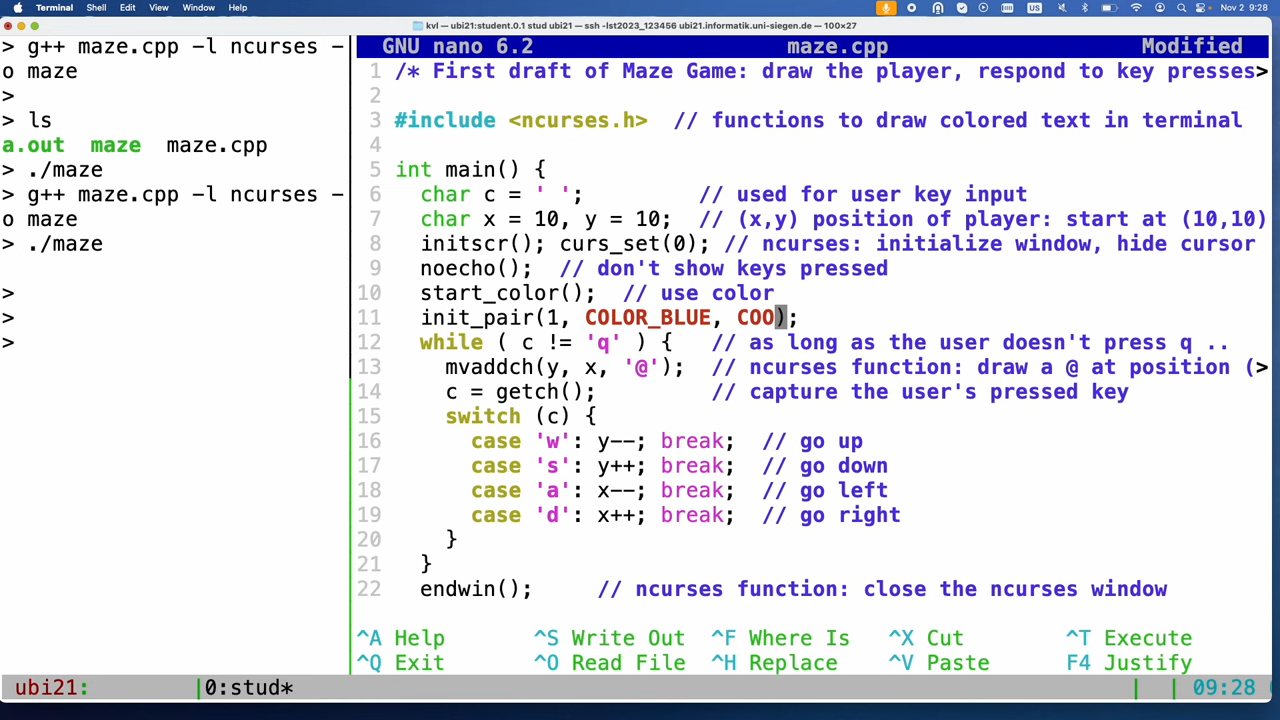 Terminal Shell Edit View Window Help US Nov 2 9:28
kvl — ubi21:student.0.1 stud ubi21 — ssh -lst2023_123456 ubi21.informatik.uni-siegen.de — 100×27
> g++ maze.cpp -l ncurses -
o maze
>
> ls
a.out maze maze.cpp
> ./maze
> g++ maze.cpp -l ncurses -
o maze
> ./maze
>
>
>
GNU nano 6.2 maze.cpp Modified
1 /* First draft of Maze Game: draw the player, respond to key presses>
2
3 #include <ncurses.h> // functions to draw colored text in terminal
4
5 int main() {
6 char c = ' '; // used for user key input
7 char x = 10, y = 10; // (x,y) position of player: start at (10,10)
8 initscr(); curs_set(0); // ncurses: initialize window, hide cursor
9 noecho(); // don't show keys pressed
10 start_color(); // use color
11 init_pair(1, COLOR_BLUE, COO);
12 while ( c != 'q' ) { // as long as the user doesn't press q ..
13 mvaddch(y, x, '@'); // ncurses function: draw a @ at position (>
14 c = getch(); // capture the user's pressed key
15 switch (c) {
16 case 'w': y--; break; // go up
17 case 's': y++; break; // go down
18 case 'a': x--; break; // go left
19 case 'd': x++; break; // go right
20 }
21 }
22 endwin(); // ncurses function: close the ncurses window
^A Help ^S Write Out ^F Where Is ^X Cut ^T Execute
^Q Exit ^O Read File ^H Replace ^V Paste F4 Justify
ubi21: |0:stud* | | 09:28